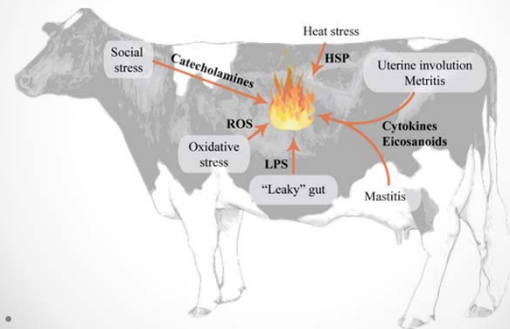 Heat stress
Social
stress
Catecholamines
HSP
Uterine involution
Metritis
ROS
Cytokines
Eicosanoids
Oxidative
stress
LPS
“Leaky” gut
Mastitis